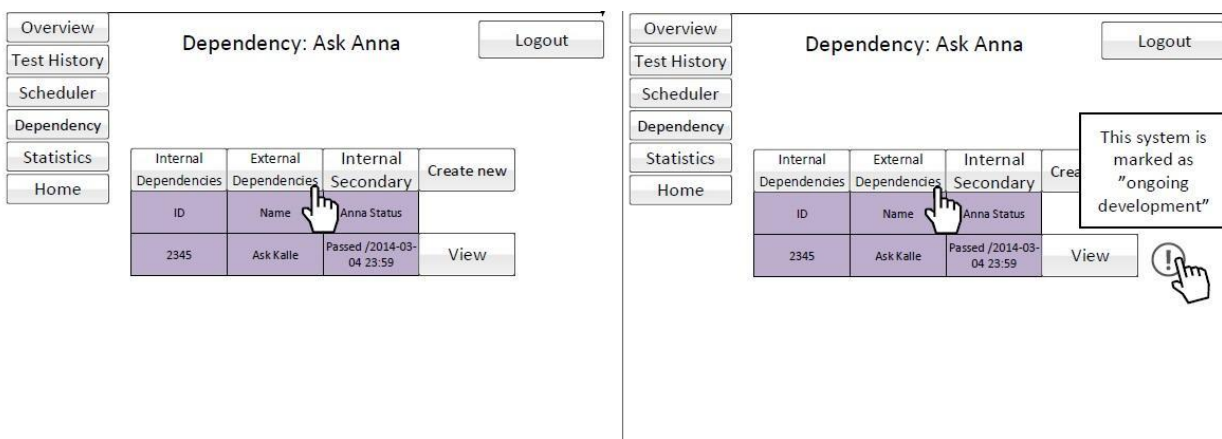 Overview
Test History
Scheduler
Dependency
Statistics
Home
Dependency: Ask Anna
Logout
Internal
Dependencies
External
Dependencies
Internal
Secondary
Create new
ID
Name
Anna Status
2345
Ask Kalle
Passed /2014-03-
04 23:59
View
Overview
Test History
Scheduler
Dependency
Statistics
Home
Dependency: Ask Anna
Logout
This system is
marked as
"ongoing
development"
Internal
Dependencies
External
Dependencies
Internal
Secondary
Crea
ID
Name
Anna Status
2345
Ask Kalle
Passed /2014-03-
04 23:59
View
!